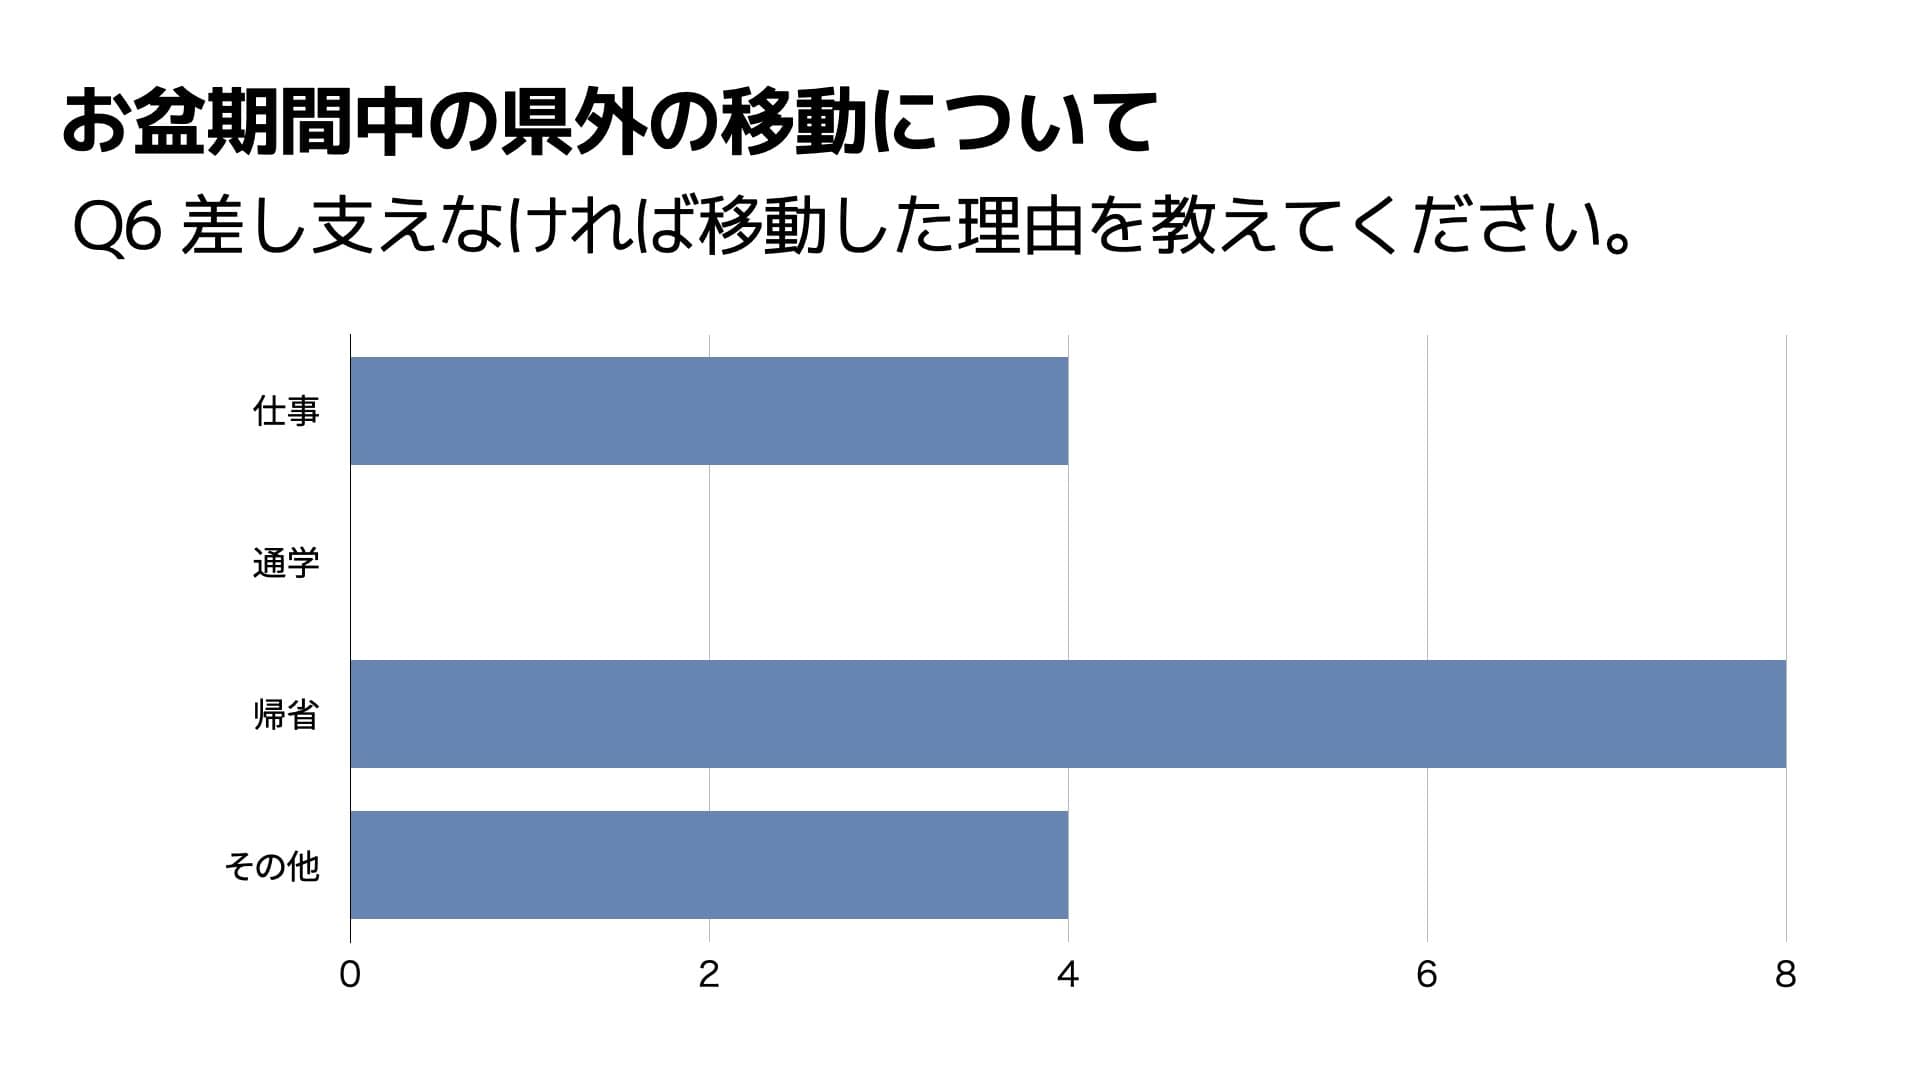 お盆期間中の県外の移動について
Q6 差し支えなければ移動した理由を教えてください。
仕事
通学
帰省
その他
0 2 4 6 8